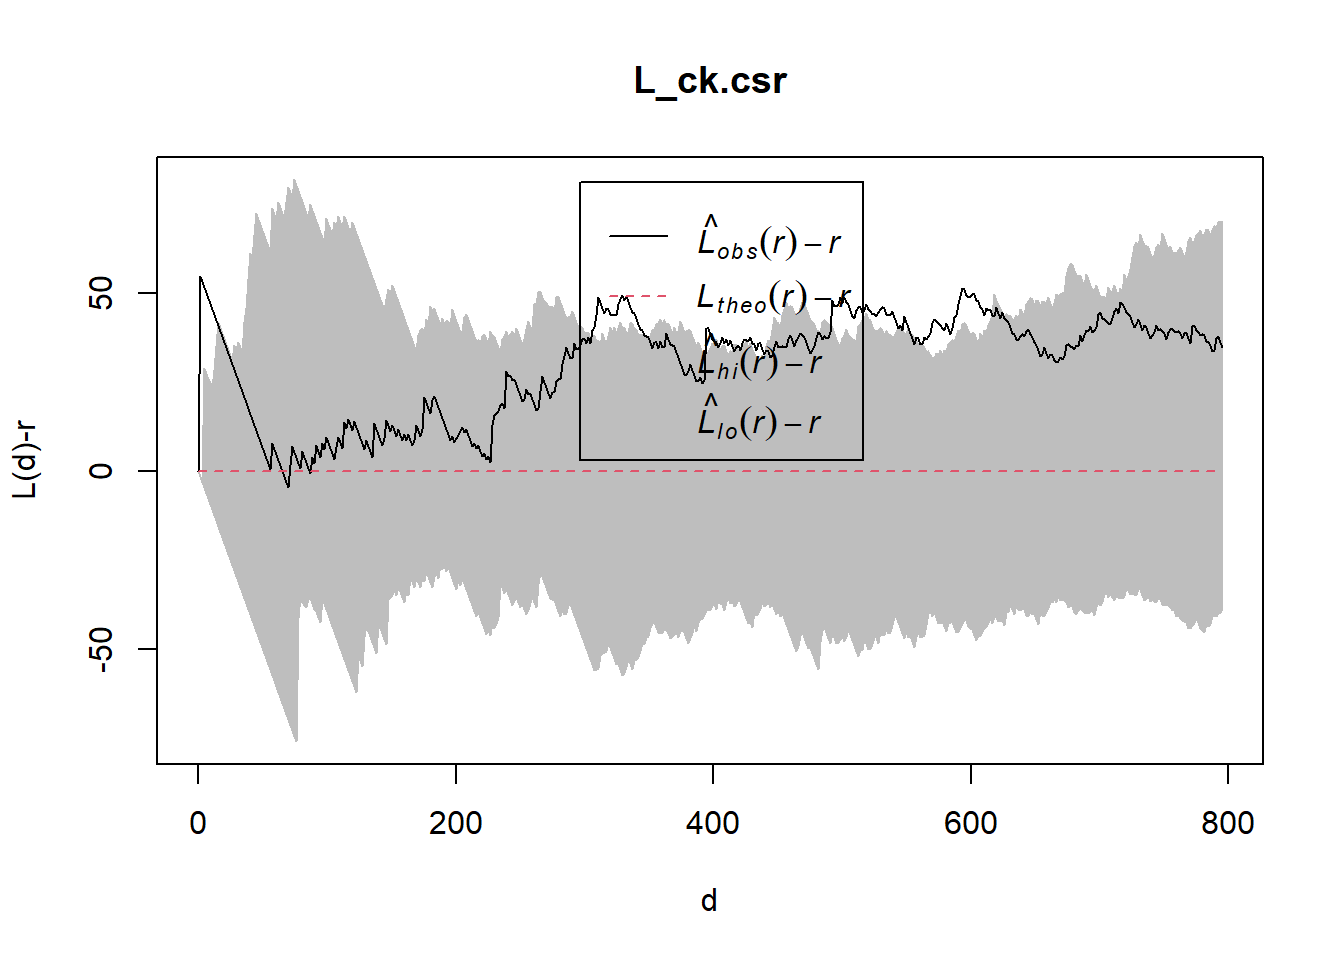 L_ck.csr
L(d)-r
50
0
-50
L̂obs(r) – r
Ltheo(r) – r
L̂hi(r) – r
L̂lo(r) – r
0 200 400 600 800
d